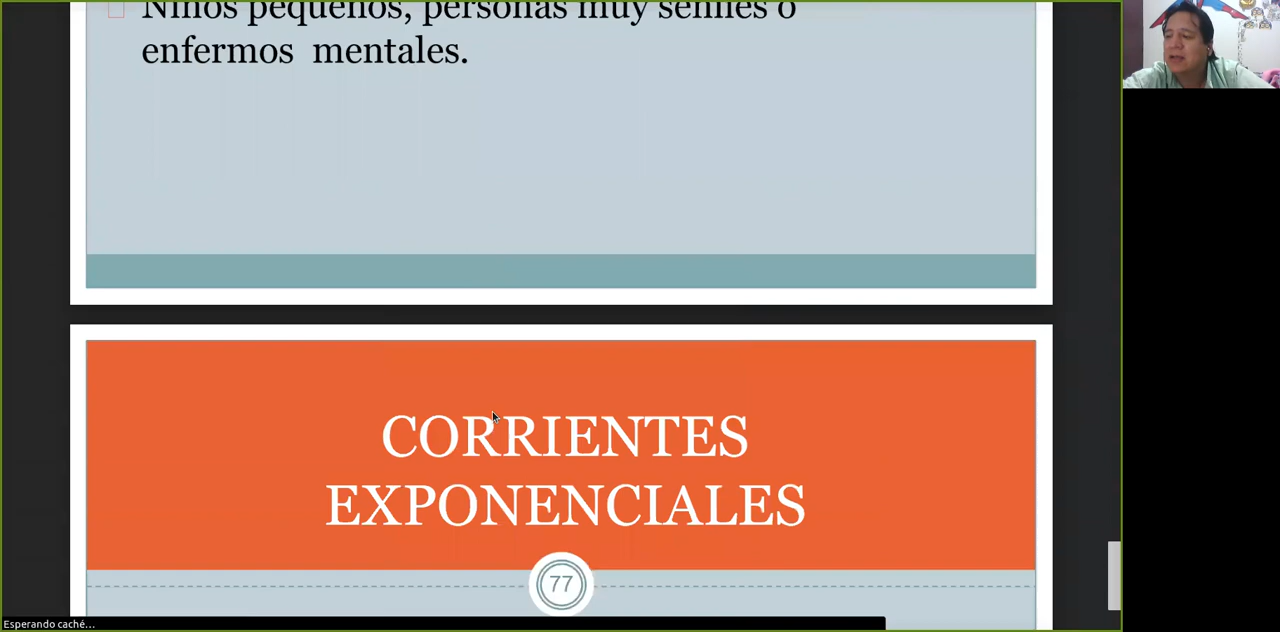 Niños pequeños, personas muy seniles o
enfermos mentales.
CORRIENTES
EXPONENCIALES
77
Esperando caché...